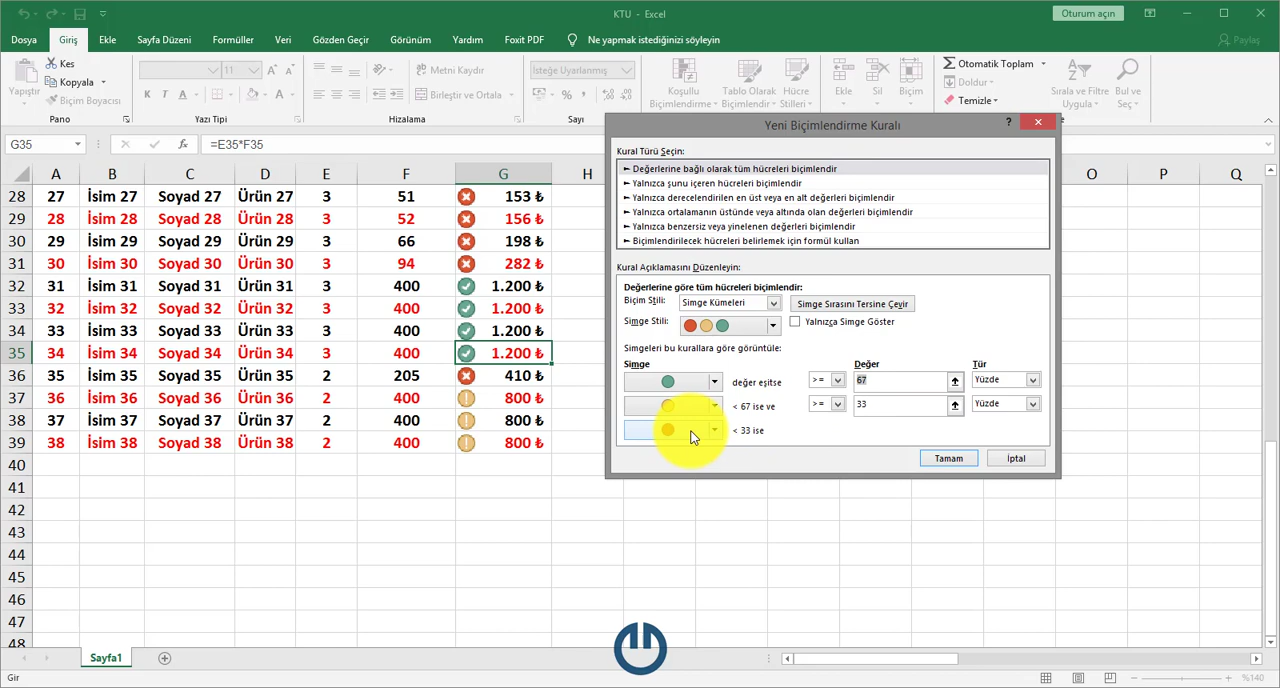 KTU - Excel
Oturum açın
Dosya Giriş Ekle Sayfa Düzeni Formüller Veri Gözden Geçir Görünüm Yardım Foxit PDF Ne yapmak istediğinizi söyleyin Paylaş
Yapıştır
Kes
Kopyala
Biçim Boyacısı
Pano
11
K T A
Yazı Tipi
Metni Kaydır
Birleştir ve Ortala
Hizalama
İsteğe Uyarlanmış
Koşullu Biçimlendirme
Tablo Olarak Biçimlendir
Hücre Stilleri
Ekle Sil Biçim
Otomatik Toplam
Doldur
Temizle
Sırala ve Filtre Uygula
Bul ve Seç
G35 fx =E35*F35
A B C D E F G H O P Q
28 27 İsim 27 Soyad 27 Ürün 27 3 51 153 ₺
29 28 İsim 28 Soyad 28 Ürün 28 3 52 156 ₺
30 29 İsim 29 Soyad 29 Ürün 29 3 66 198 ₺
31 30 İsim 30 Soyad 30 Ürün 30 3 94 282 ₺
32 31 İsim 31 Soyad 31 Ürün 31 3 400 1.200 ₺
33 32 İsim 32 Soyad 32 Ürün 32 3 400 1.200 ₺
34 33 İsim 33 Soyad 33 Ürün 33 3 400 1.200 ₺
35 34 İsim 34 Soyad 34 Ürün 34 3 400 1.200 ₺
36 35 İsim 35 Soyad 35 Ürün 35 2 205 410 ₺
37 36 İsim 36 Soyad 36 Ürün 36 2 400 800 ₺
38 37 İsim 37 Soyad 37 Ürün 37 2 400 800 ₺
39 38 İsim 38 Soyad 38 Ürün 38 2 400 800 ₺
40
41
42
43
44
45
46
47
48
Yeni Biçimlendirme Kuralı
Kural Türü Seçin:
► Değerlerine bağlı olarak tüm hücreleri biçimlendir
► Yalnızca şunu içeren hücreleri biçimlendir
► Yalnızca derecelendirilen en üst veya en alt değerleri biçimlendir
► Yalnızca ortalamanın üstünde veya altında olan değerleri biçimlendir
► Yalnızca benzersiz veya yinelenen değerleri biçimlendir
► Biçimlendirilecek hücreleri belirlemek için formül kullan
Kural Açıklamasını Düzenleyin:
Değerlerine göre tüm hücreleri biçimlendir:
Biçim Stili: Simge Kümeleri Simge Sırasını Tersine Çevir
Simge Stili: Yalnızca Simge Göster
Simgeleri bu kurallara göre görüntüle:
Simge Değer Tür
değer eşitse >= 67 Yüzde
< 67 ise ve >= 33 Yüzde
< 33 ise
Tamam İptal
Sayfa1
Gir
%140